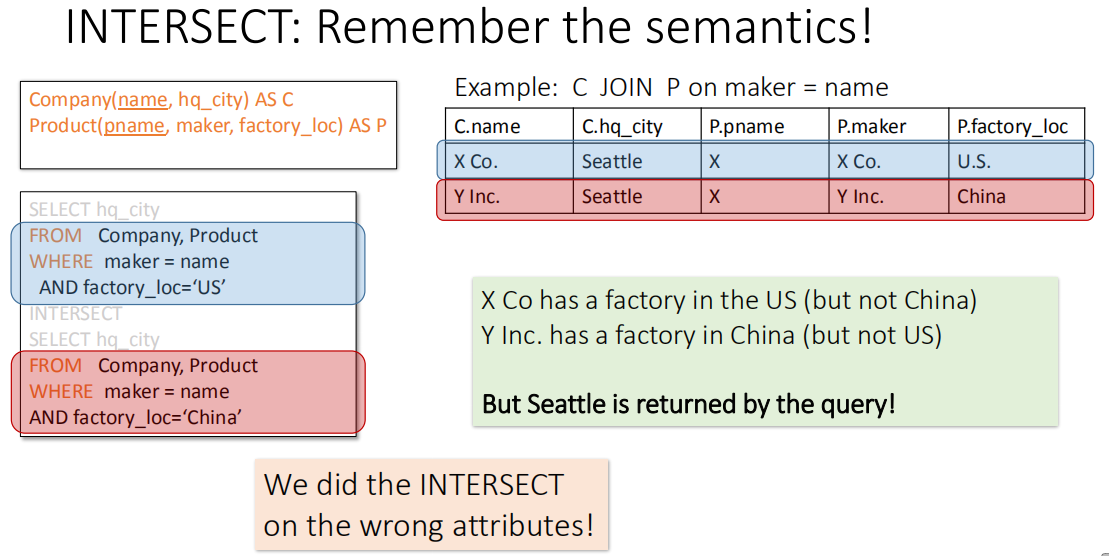 INTERSECT: Remember the semantics!
Company(name, hq_city) AS C
Product(pname, maker, factory_loc) AS P
Example: C JOIN P on maker = name
C.name C.hq_city P.pname P.maker P.factory_loc
X Co. Seattle X X Co. U.S.
Y Inc. Seattle X Y Inc. China
SELECT hq_city
FROM Company, Product
WHERE maker = name
AND factory_loc=‘US’
INTERSECT
SELECT hq_city
FROM Company, Product
WHERE maker = name
AND factory_loc=‘China’
X Co has a factory in the US (but not China)
Y Inc. has a factory in China (but not US)
But Seattle is returned by the query!
We did the INTERSECT
on the wrong attributes!